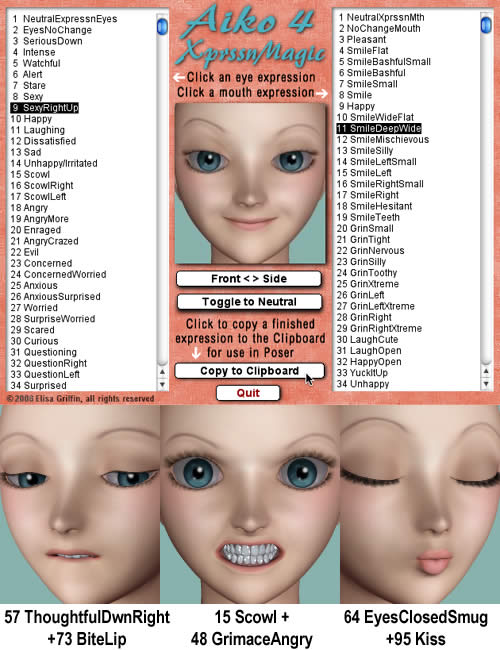 1 NeutralExpressnEyes
2 EyesNoChange
3 SeriousDown
4 Intense
5 Watchful
6 Alert
7 Stare
8 Sexy
9 SexyRightUp
10 Happy
11 Laughing
12 Dissatisfied
13 Sad
14 Unhappy/Irritated
15 Scowl
16 ScowlRight
17 ScowlLeft
18 Angry
19 AngryMore
20 Enraged
21 AngryCrazed
22 Evil
23 Concerned
24 ConcernedWorried
25 Anxious
26 AnxiousSurprised
27 Worried
28 SurpriseWorried
29 Scared
30 Curious
31 Questioning
32 QuestionRight
33 QuestionLeft
34 Surprised
©2008 Elisa Griffin, all rights reserved
Aiko 4
XprssnMagic
Click an eye expression
Click a mouth expression
Front < > Side
Toggle to Neutral
Click to copy a finished
expression to the Clipboard
for use in Poser
Copy to Clipboard
Quit
1 NeutralXprssnMth
2 NoChangeMouth
3 Pleasant
4 SmileFlat
5 SmileBashfulSmall
6 SmileBashful
7 SmileSmall
8 Smile
9 Happy
10 SmileWideFlat
11 SmileDeepWide
12 SmileMischievous
13 SmileSilly
14 SmileLeftSmall
15 SmileLeft
16 SmileRightSmall
17 SmileRight
18 SmileHesitant
19 SmileTeeth
20 GrinSmall
21 GrinTight
22 GrinNervous
23 GrinSilly
24 GrinToothy
25 GrinXtreme
26 GrinLeft
27 GrinLeftXtreme
28 GrinRight
29 GrinRightXtreme
30 LaughCute
31 LaughOpen
32 HappyOpen
33 YuckItUp
34 Unhappy
57 ThoughtfulDwnRight
+73 BiteLip
15 Scowl +
48 GrimaceAngry
64 EyesClosedSmug
+95 Kiss